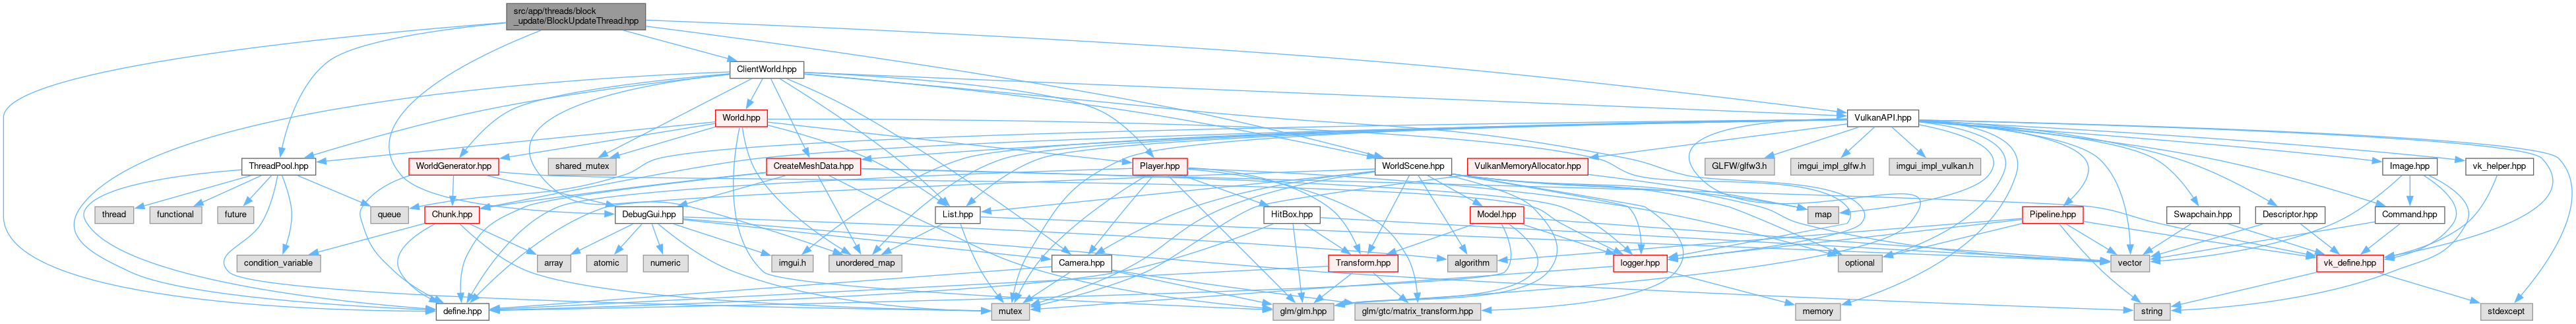 src/app/threads/block
_update/BlockUpdateThread.hpp
ClientWorld.hpp
World.hpp
VulkanAPI.hpp
ThreadPool.hpp
WorldGenerator.hpp
shared_mutex
CreateMeshData.hpp
Player.hpp
WorldScene.hpp
VulkanMemoryAllocator.hpp
GLFW/glfw3.h
imgui_impl_glfw.h
imgui_impl_vulkan.h
Image.hpp
vk_helper.hpp
thread
functional
future
queue
Chunk.hpp
DebugGui.hpp
List.hpp
HitBox.hpp
Model.hpp
map
Pipeline.hpp
Swapchain.hpp
Descriptor.hpp
Command.hpp
condition_variable
array
atomic
numeric
imgui.h
unordered_map
Camera.hpp
Transform.hpp
algorithm
logger.hpp
optional
vector
vk_define.hpp
define.hpp
mutex
glm/glm.hpp
glm/gtc/matrix_transform.hpp
memory
string
stdexcept